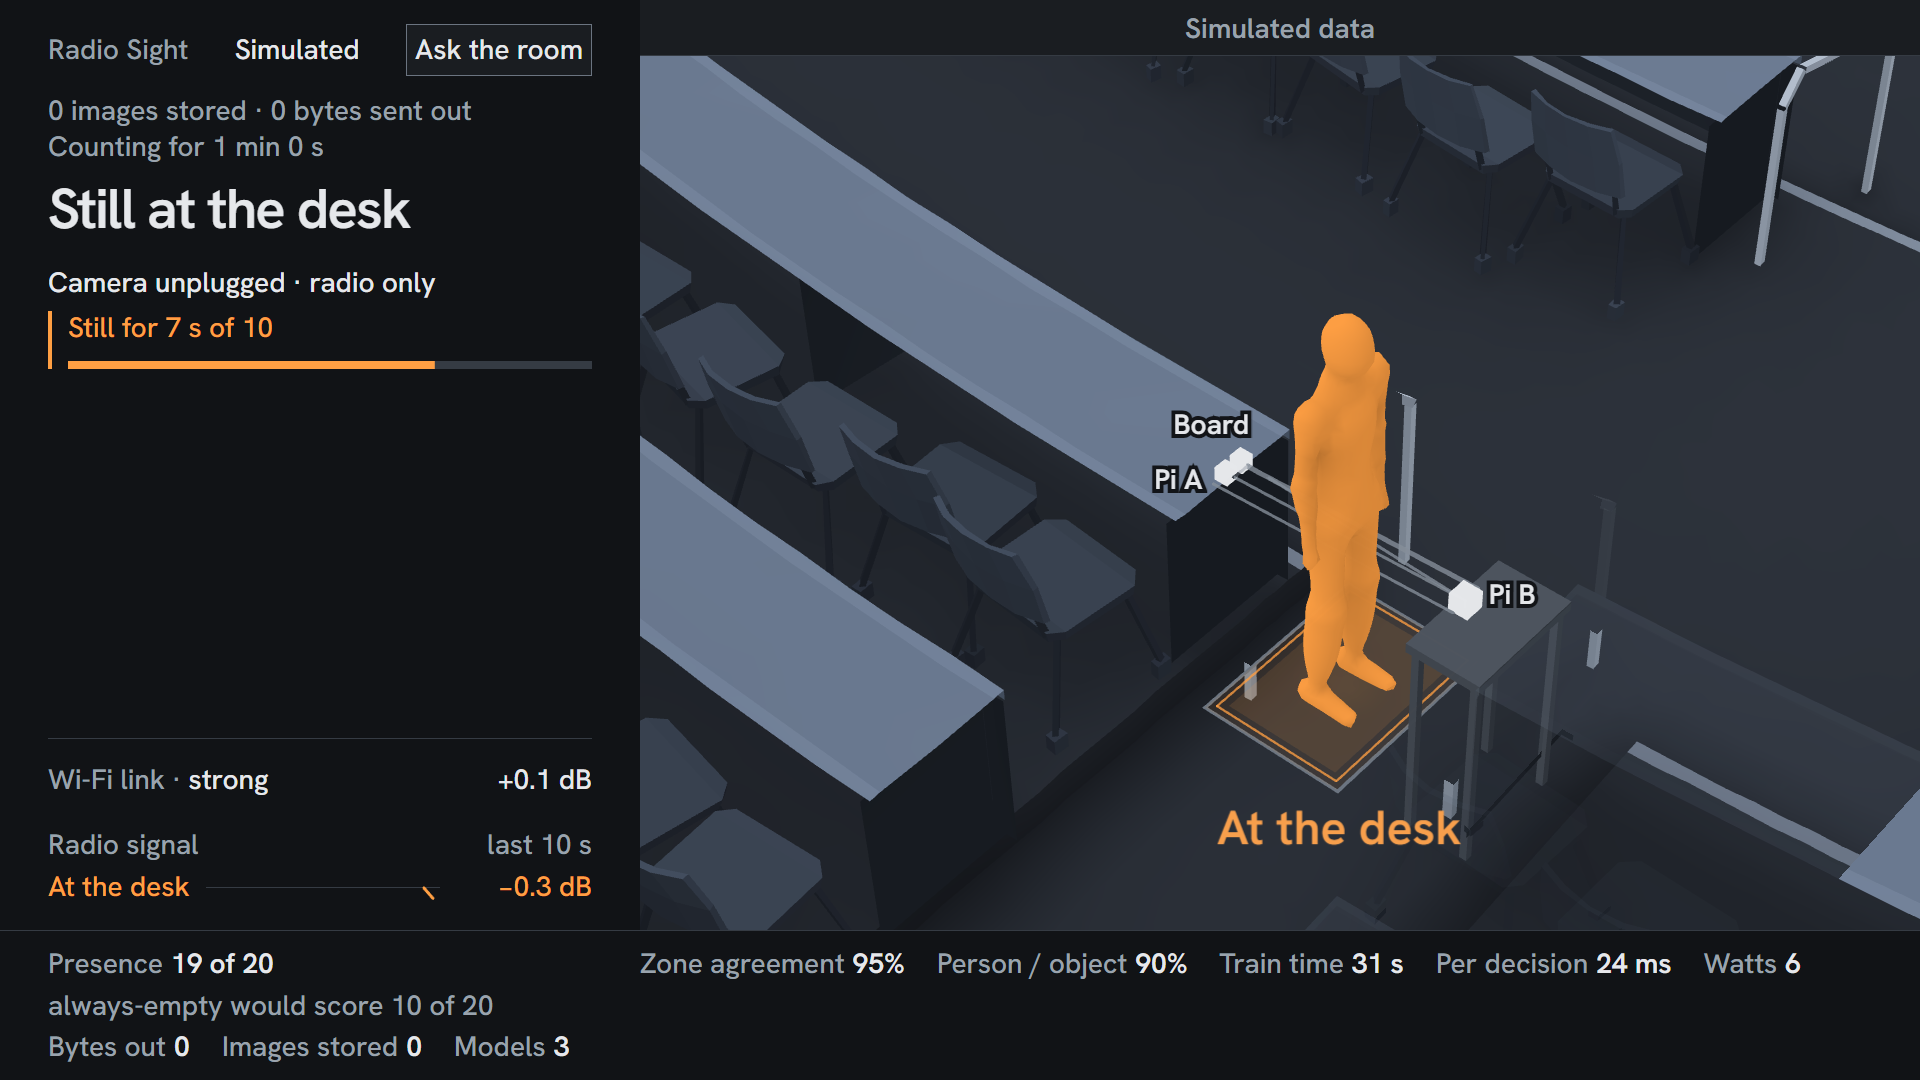 Radio Sight Simulated Ask the room
Simulated data
0 images stored · 0 bytes sent out
Counting for 1 min 0 s
Still at the desk
Camera unplugged · radio only
Still for 7 s of 10
Board
Pi A
Pi B
At the desk
Wi-Fi link · strong +0.1 dB
Radio signal last 10 s
At the desk −0.3 dB
Presence 19 of 20
always-empty would score 10 of 20
Bytes out 0 Images stored 0 Models 3
Zone agreement 95% Person / object 90% Train time 31 s Per decision 24 ms Watts 6